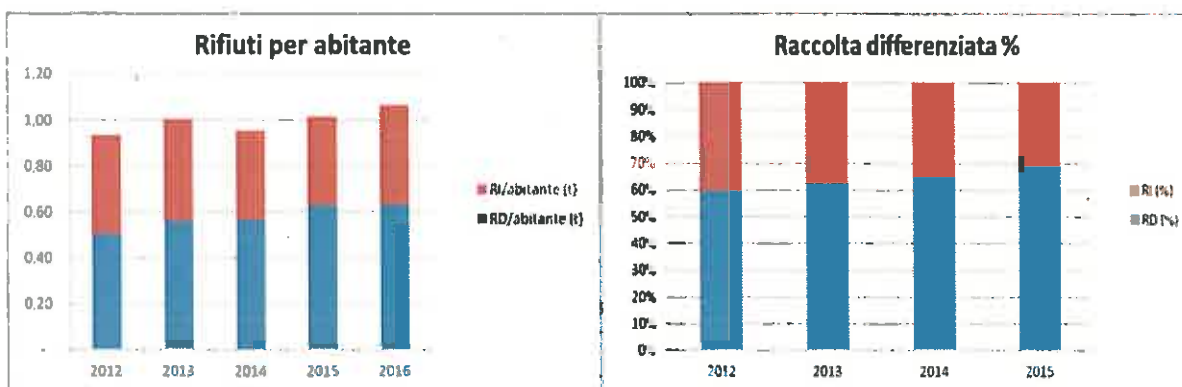 Rifiuti per abitante
1,20
1,00
0,80
0,60
0,40
0,20
-
2012 2013 2014 2015 2016
RI/abitante (t)
RD/abitante (t)
Raccolta differenziata %
100%
90%
80%
70%
60%
50%
40%
30%
20%
10%
0%
2012 2013 2014 2015
RI (%)
RD (%)